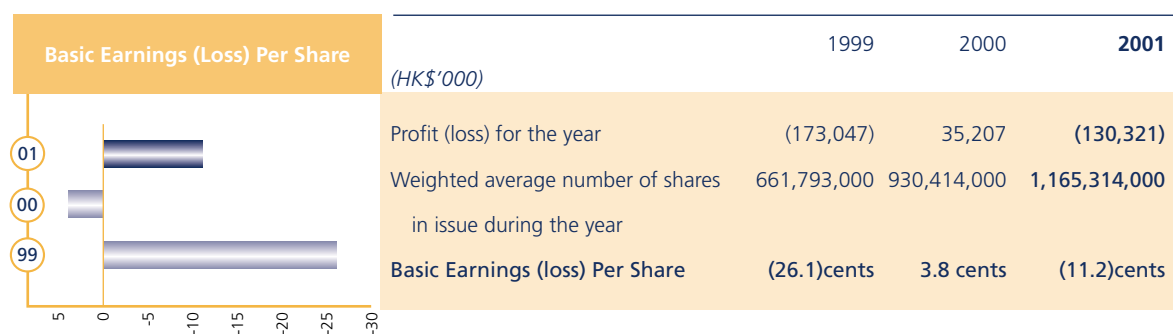 Basic Earnings (Loss) Per Share
01
00
99
5 0 -5 -10 -15 -20 -25 -30
1999 2000 2001
(HK$'000)
Profit (loss) for the year (173,047) 35,207 (130,321)
Weighted average number of shares 661,793,000 930,414,000 1,165,314,000
in issue during the year
Basic Earnings (loss) Per Share (26.1)cents 3.8 cents (11.2)cents